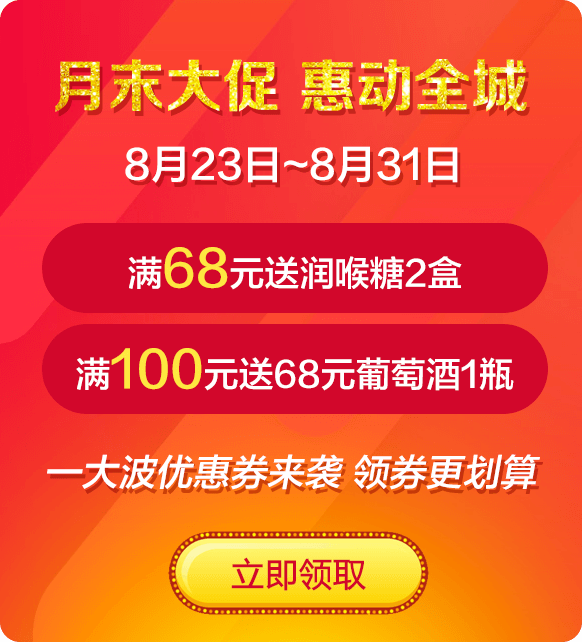 月末大促 惠动全城
8月23日~8月31日
满68元送润喉糖2盒
满100元送68元葡萄酒1瓶
一大波优惠券来袭 领券更划算
立即领取